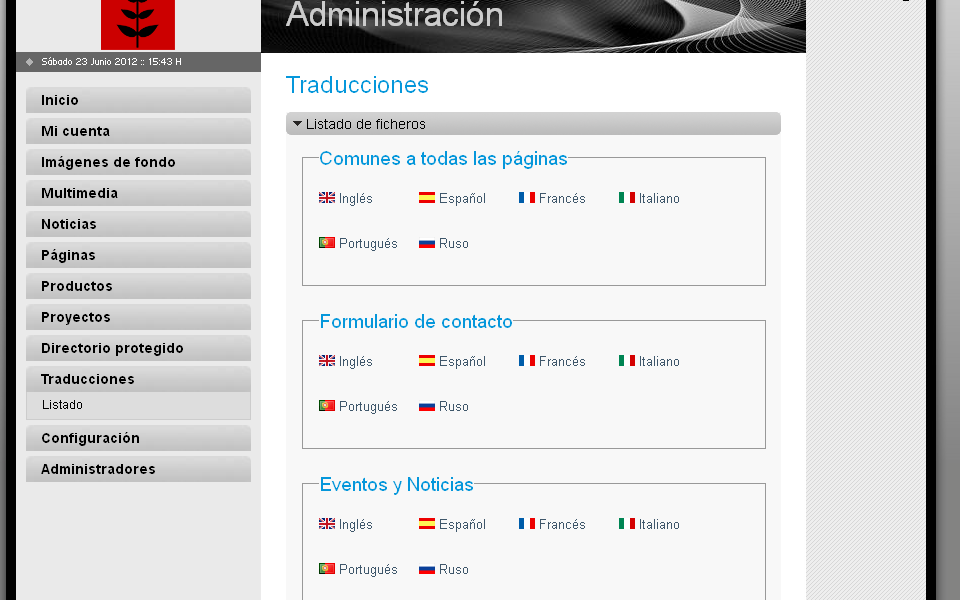 Administración
Sábado 23 Junio 2012 :: 15:43 H
Inicio
Mi cuenta
Imágenes de fondo
Multimedia
Noticias
Páginas
Productos
Proyectos
Directorio protegido
Traducciones
Listado
Configuración
Administradores
Traducciones
Listado de ficheros
Comunes a todas las páginas
Inglés Español Francés Italiano
Portugués Ruso
Formulario de contacto
Inglés Español Francés Italiano
Portugués Ruso
Eventos y Noticias
Inglés Español Francés Italiano
Portugués Ruso